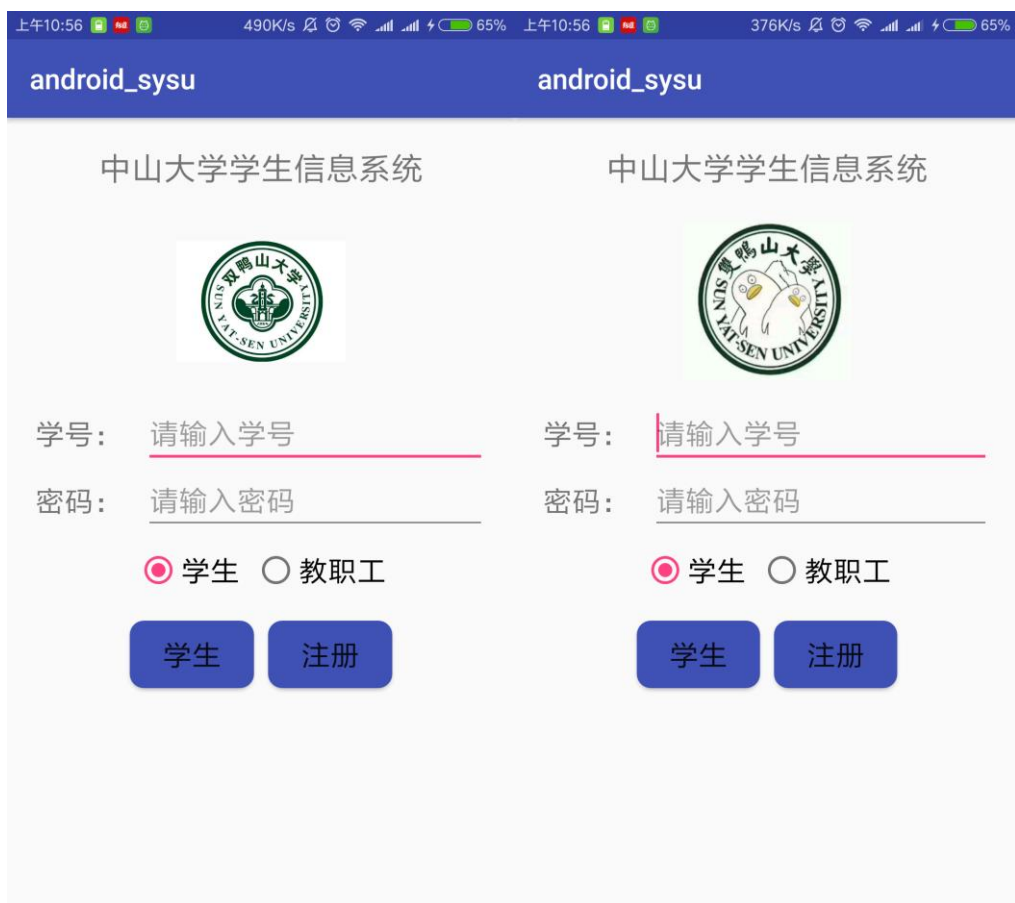 上午10:56 490K/s 65%
android_sysu
中山大学学生信息系统
双鸭山大学
SUN YAT-SEN UNIVERSITY
学号: 请输入学号
密码: 请输入密码
学生 教职工
学生 注册
上午10:56 376K/s 65%
android_sysu
中山大学学生信息系统
雙鴨山大學
SUN YAT-SEN UNIVERSITY
学号: 请输入学号
密码: 请输入密码
学生 教职工
学生 注册